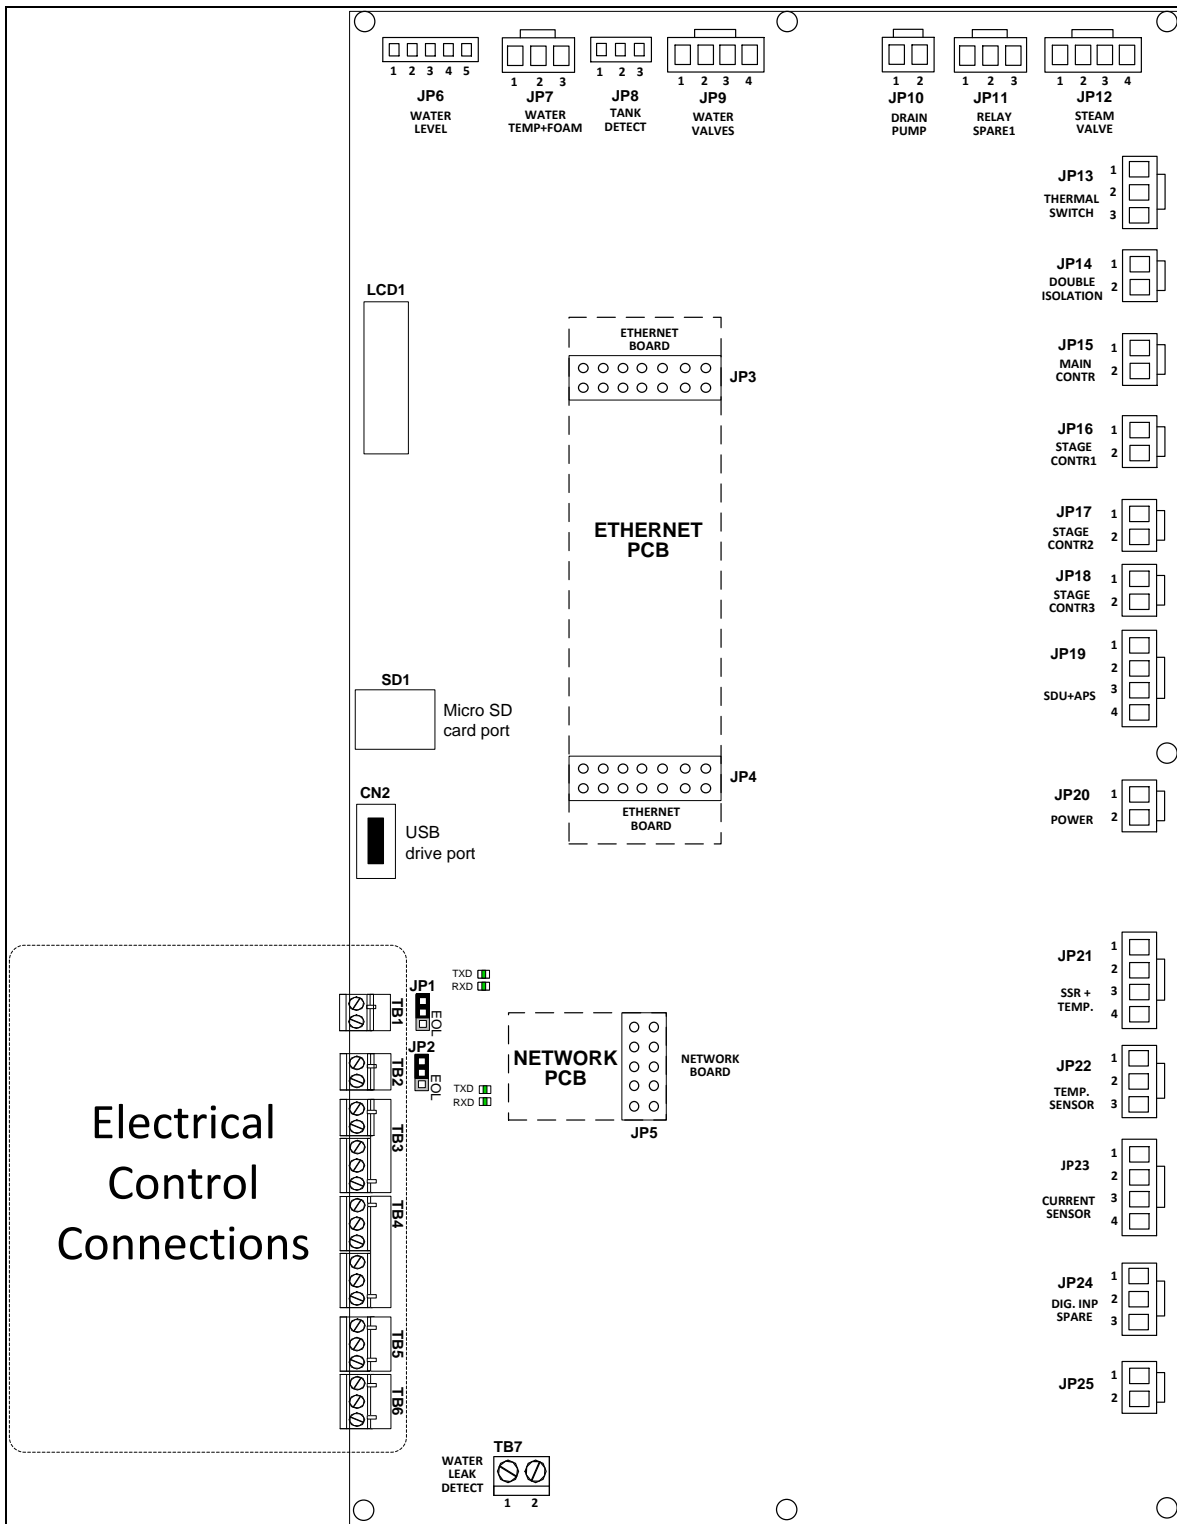 1 2 3 4 5
JP6
WATER
LEVEL
1 2 3
JP7
WATER
TEMP+FOAM
1 2 3
JP8
TANK
DETECT
1 2 3 4
JP9
WATER
VALVES
1 2
JP10
DRAIN
PUMP
1 2 3
JP11
RELAY
SPARE1
1 2 3 4
JP12
STEAM
VALVE
JP13
THERMAL
SWITCH
1
2
3
JP14
DOUBLE
ISOLATION
1
2
JP15
MAIN
CONTR
1
2
JP16
STAGE
CONTR1
1
2
JP17
STAGE
CONTR2
1
2
JP18
STAGE
CONTR3
1
2
JP19
SDU+APS
1
2
3
4
JP20
POWER
1
2
JP21
SSR +
TEMP.
1
2
3
4
JP22
TEMP.
SENSOR
1
2
3
JP23
CURRENT
SENSOR
1
2
3
4
JP24
DIG. INP
SPARE
1
2
3
JP25
1
2
LCD1
ETHERNET
BOARD
JP3
ETHERNET
PCB
JP4
ETHERNET
BOARD
SD1
Micro SD
card port
CN2
USB
drive port
TXD
RXD
JP1
EOL
TB1
JP2
EOL
TB2
TXD
RXD
NETWORK
PCB
NETWORK
BOARD
JP5
TB3
TB4
TB5
TB6
Electrical
Control
Connections
TB7
WATER
LEAK
DETECT
1 2